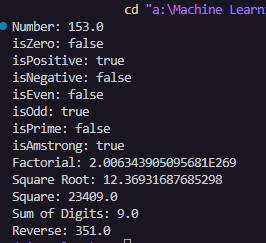 cd "a:\Machine Learn
Number: 153.0
isZero: false
isPositive: true
isNegative: false
isEven: false
isOdd: true
isPrime: false
isAmstrong: true
Factorial: 2.006343905095681E269
Square Root: 12.36931687685298
Square: 23409.0
Sum of Digits: 9.0
Reverse: 351.0